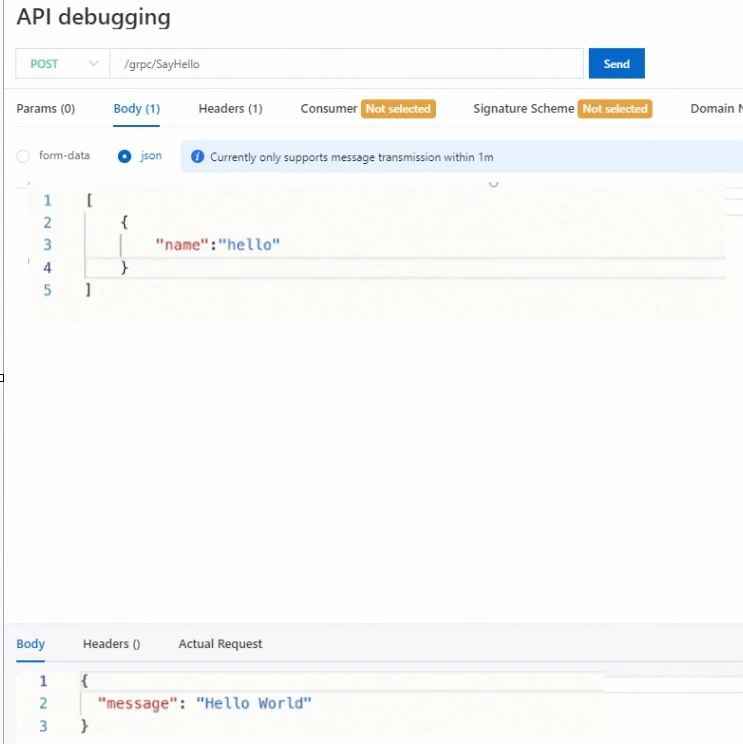 API debugging
POST /grpc/SayHello Send
Params (0) Body (1) Headers (1) Consumer Not selected Signature Scheme Not selected Domain
form-data json Currently only supports message transmission within 1m
1 [
2 {
3 "name":"hello"
4 }
5 ]
Body Headers () Actual Request
1 {
2 "message": "Hello World"
3 }